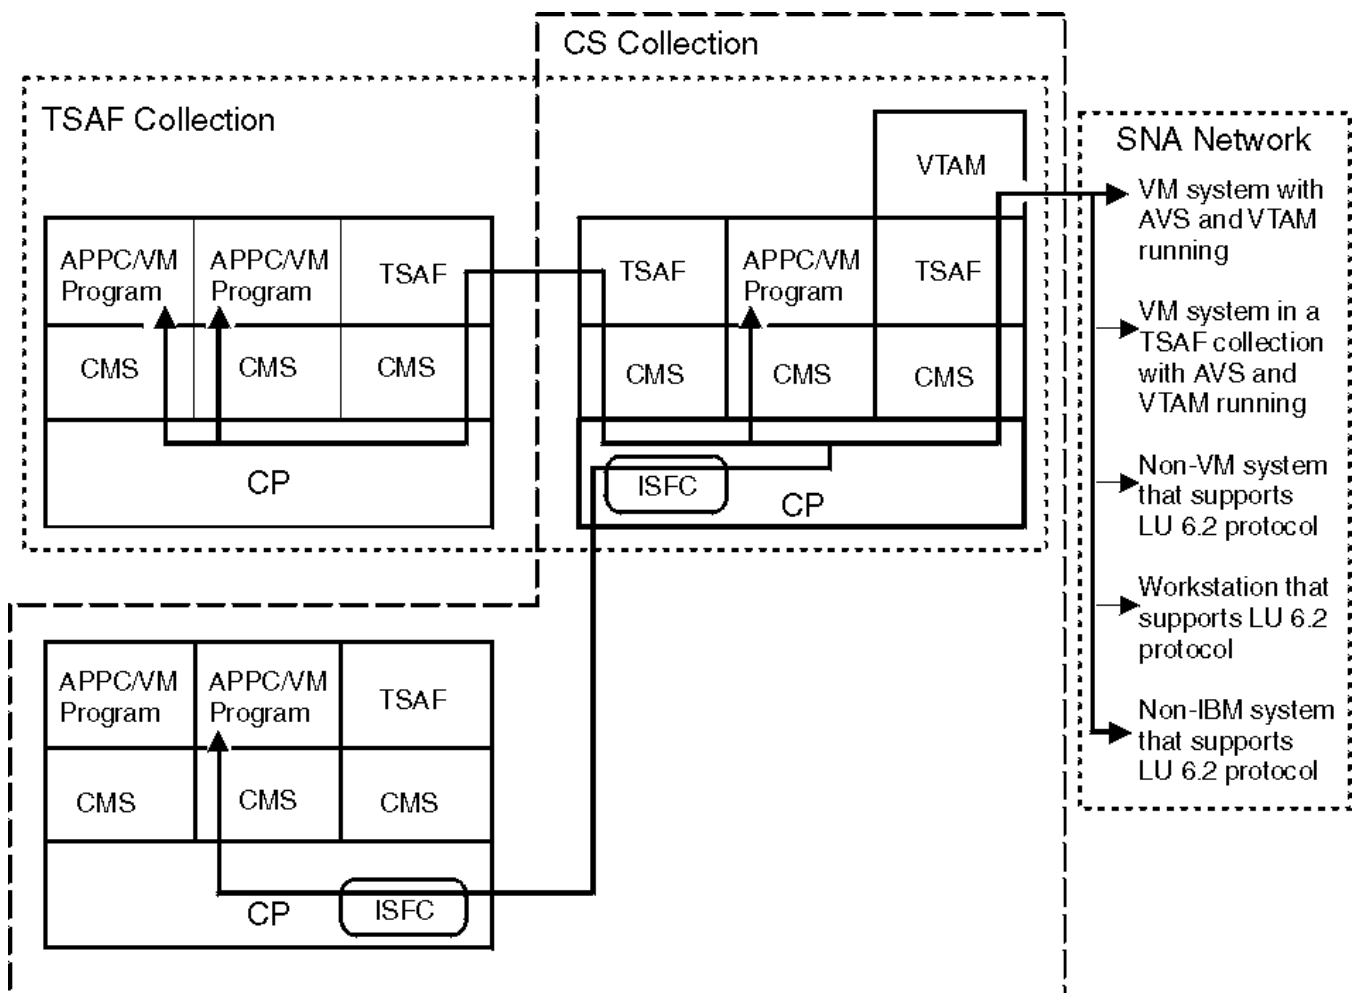 CS Collection
TSAF Collection
SNA Network
VTAM
VM system with
AVS and VTAM
running
APPC/VM
Program
APPC/VM
Program
TSAF
TSAF
APPC/VM
Program
TSAF
VM system in a
TSAF collection
with AVS and
VTAM running
CMS
CMS
CMS
CMS
CMS
CMS
CP
ISFC
CP
Non-VM system
that supports
LU 6.2 protocol
Workstation that
supports LU 6.2
protocol
APPC/VM
Program
APPC/VM
Program
TSAF
Non-IBM system
that supports
LU 6.2 protocol
CMS
CMS
CMS
CP
ISFC